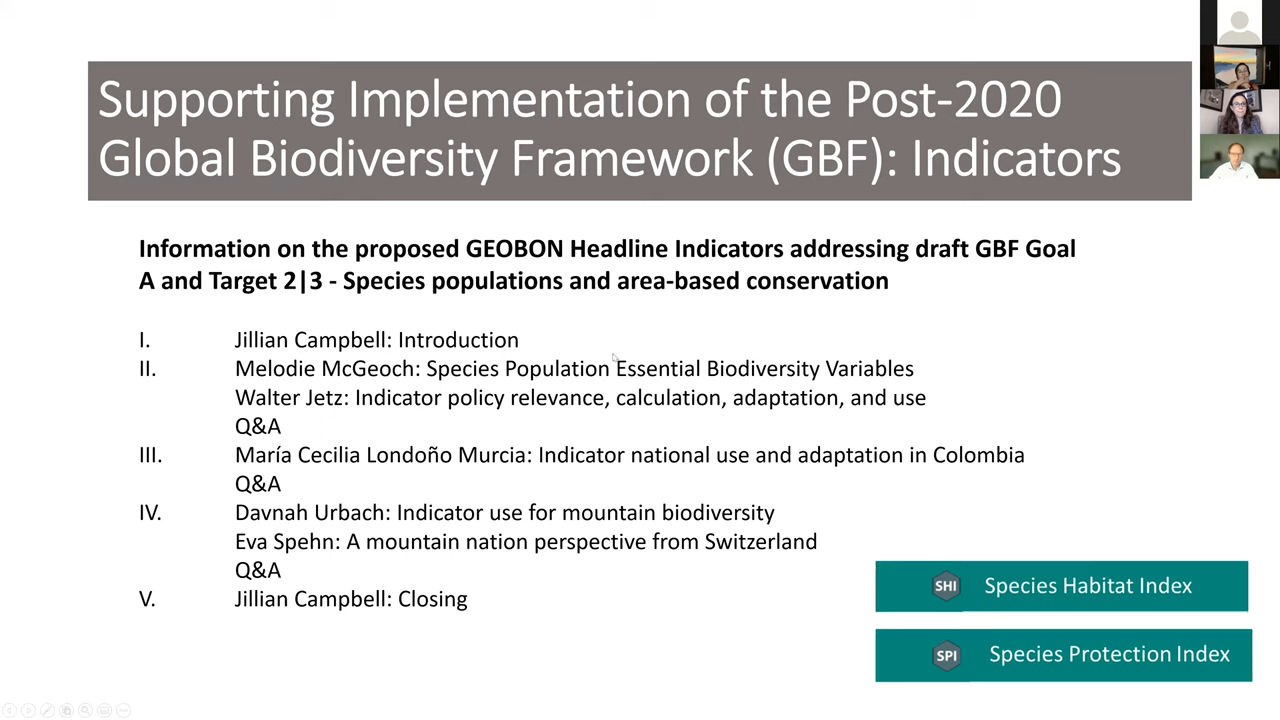 Supporting Implementation of the Post-2020
Global Biodiversity Framework (GBF): Indicators
Information on the proposed GEOBON Headline Indicators addressing draft GBF Goal
A and Target 2|3 - Species populations and area-based conservation
I. Jillian Campbell: Introduction
II. Melodie McGeoch: Species Population Essential Biodiversity Variables
Walter Jetz: Indicator policy relevance, calculation, adaptation, and use
Q&A
III. María Cecilia Londoño Murcia: Indicator national use and adaptation in Colombia
Q&A
IV. Davnah Urbach: Indicator use for mountain biodiversity
Eva Spehn: A mountain nation perspective from Switzerland
Q&A
V. Jillian Campbell: Closing
SHI Species Habitat Index
SPI Species Protection Index